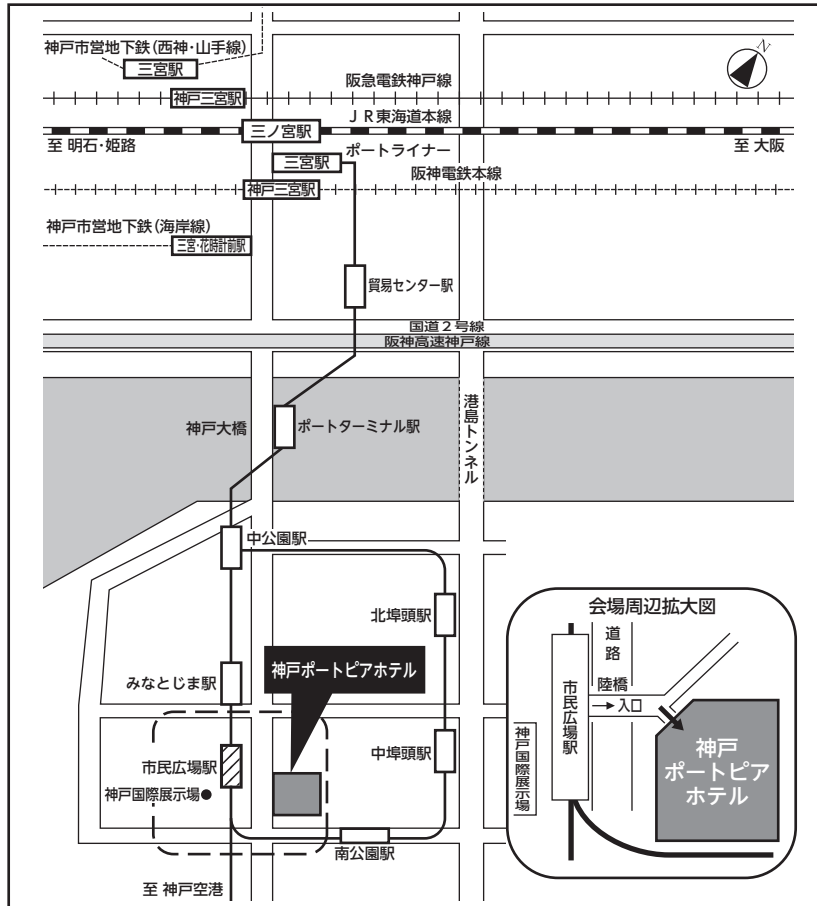 神戸市営地下鉄(西神・山手線)
三宮駅
N
阪急電鉄神戸線
神戸三宮駅
ＪＲ東海道本線
三ノ宮駅
至 明石・姫路
ポートライナー
至 大阪
三宮駅
阪神電鉄本線
神戸三宮駅
神戸市営地下鉄(海岸線)
三宮・花時計前駅
貿易センター駅
国道２号線
阪神高速神戸線
神戸大橋
ポートターミナル駅
港島トンネル
中公園駅
北埠頭駅
みなとじま駅
神戸ポートピアホテル
市民広場駅
神戸国際展示場●
中埠頭駅
南公園駅
至 神戸空港
会場周辺拡大図
道路
陸橋
→入口
市民広場駅
神戸国際展示場
神戸
ポートピア
ホテル